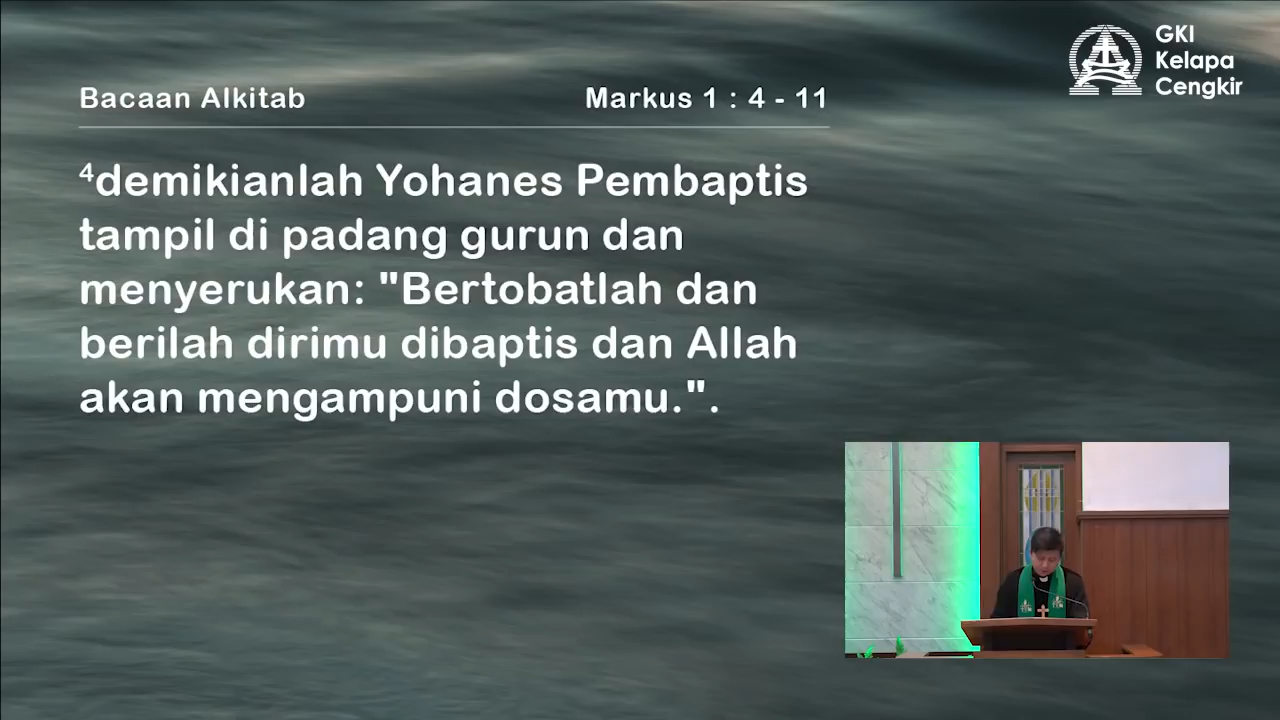 GKI
Kelapa
Cengkir
Bacaan Alkitab
Markus 1 : 4 - 11
⁴demikianlah Yohanes Pembaptis
tampil di padang gurun dan
menyerukan: "Bertobatlah dan
berilah dirimu dibaptis dan Allah
akan mengampuni dosamu.".